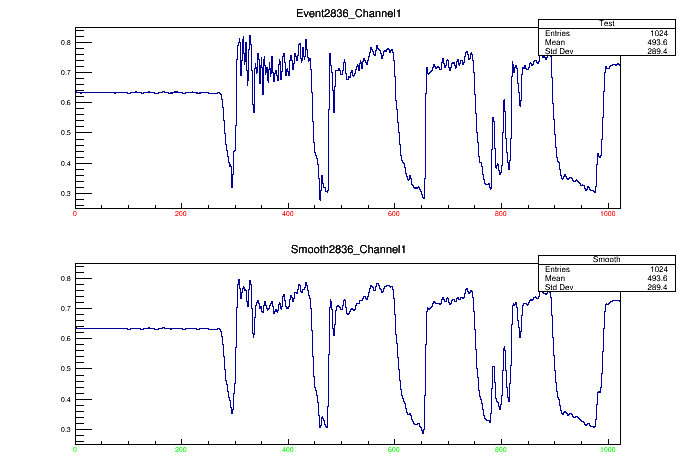 Event2836_Channel1
Test
Entries 1024
Mean 493.6
Std Dev 289.4
0.8
0.7
0.6
0.5
0.4
0.3
0 200 400 600 800 1000
Smooth2836_Channel1
Smooth
Entries 1024
Mean 493.6
Std Dev 289.4
0.8
0.7
0.6
0.5
0.4
0.3
0 200 400 600 800 1000